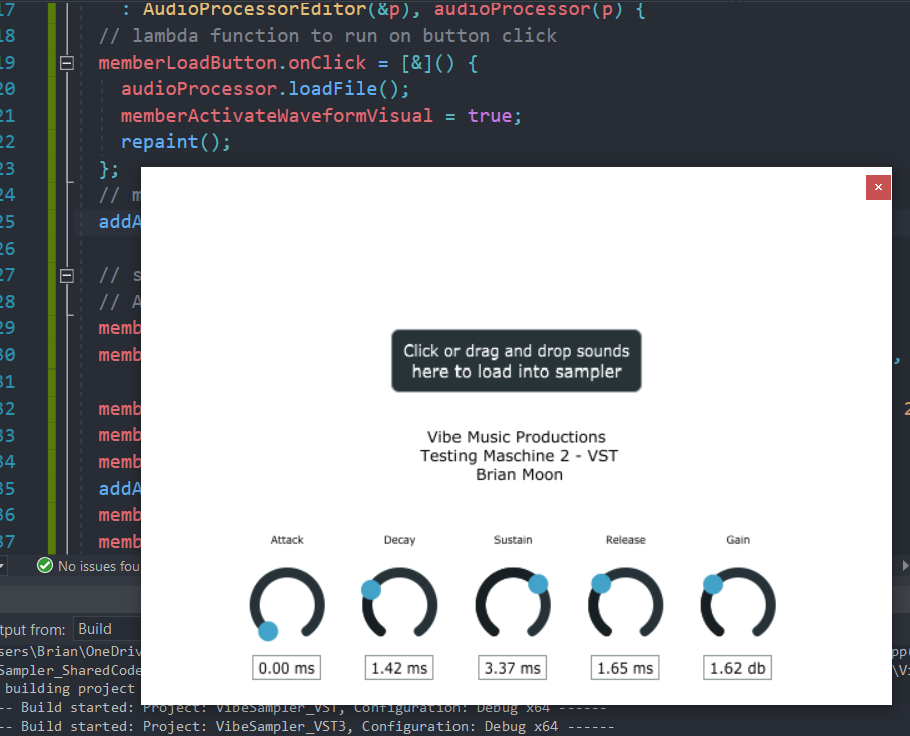 17 : AudioProcessorEditor(&p), audioProcessor(p) {
18 // lambda function to run on button click
19 memberLoadButton.onClick = [&]() {
20 audioProcessor.loadFile();
21 memberActivateWaveformVisual = true;
22 repaint();
23 };
24 // m
25 addA
26
27 // s
28 // A
29 memb
30 memb ,
31
32 memb 2
33 memb
34 memb
35 addA
36 memb
37 memb
×
Click or drag and drop sounds
here to load into sampler
Vibe Music Productions
Testing Maschine 2 - VST
Brian Moon
Attack Decay Sustain Release Gain
0.00 ms 1.42 ms 3.37 ms 1.65 ms 1.62 db
No issues fou
tput from: Build
sers\Brian\OneDriv pp(
Sampler_SharedCode \Vi
building project
-- Build started: Project: VibeSampler_VST, Configuration: Debug x64 ------
-- Build started: Project: VibeSampler_VST3, Configuration: Debug x64 ------